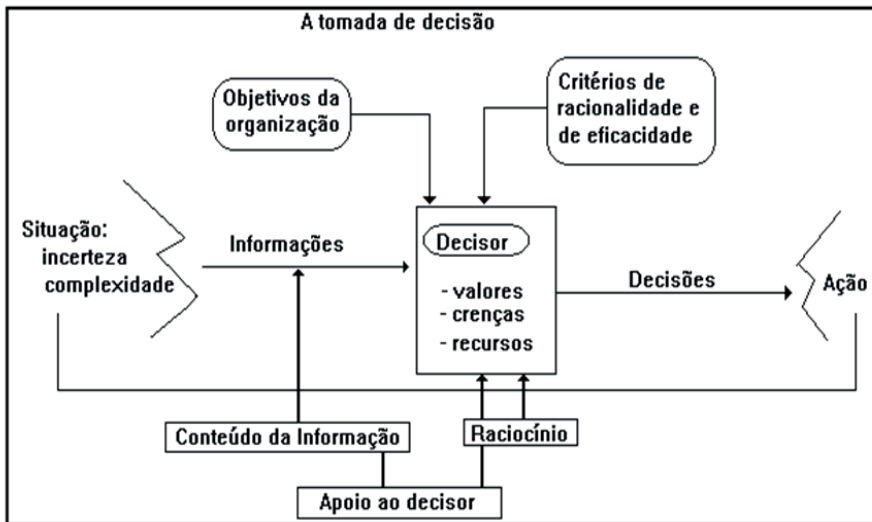 A tomada de decisão
Objetivos da
organização
Critérios de
racionalidade e
de eficacidade
Situação:
incerteza
complexidade
Informações
Decisor
- valores
- crenças
- recursos
Decisões
Ação
Conteúdo da Informação
Raciocínio
Apoio ao decisor